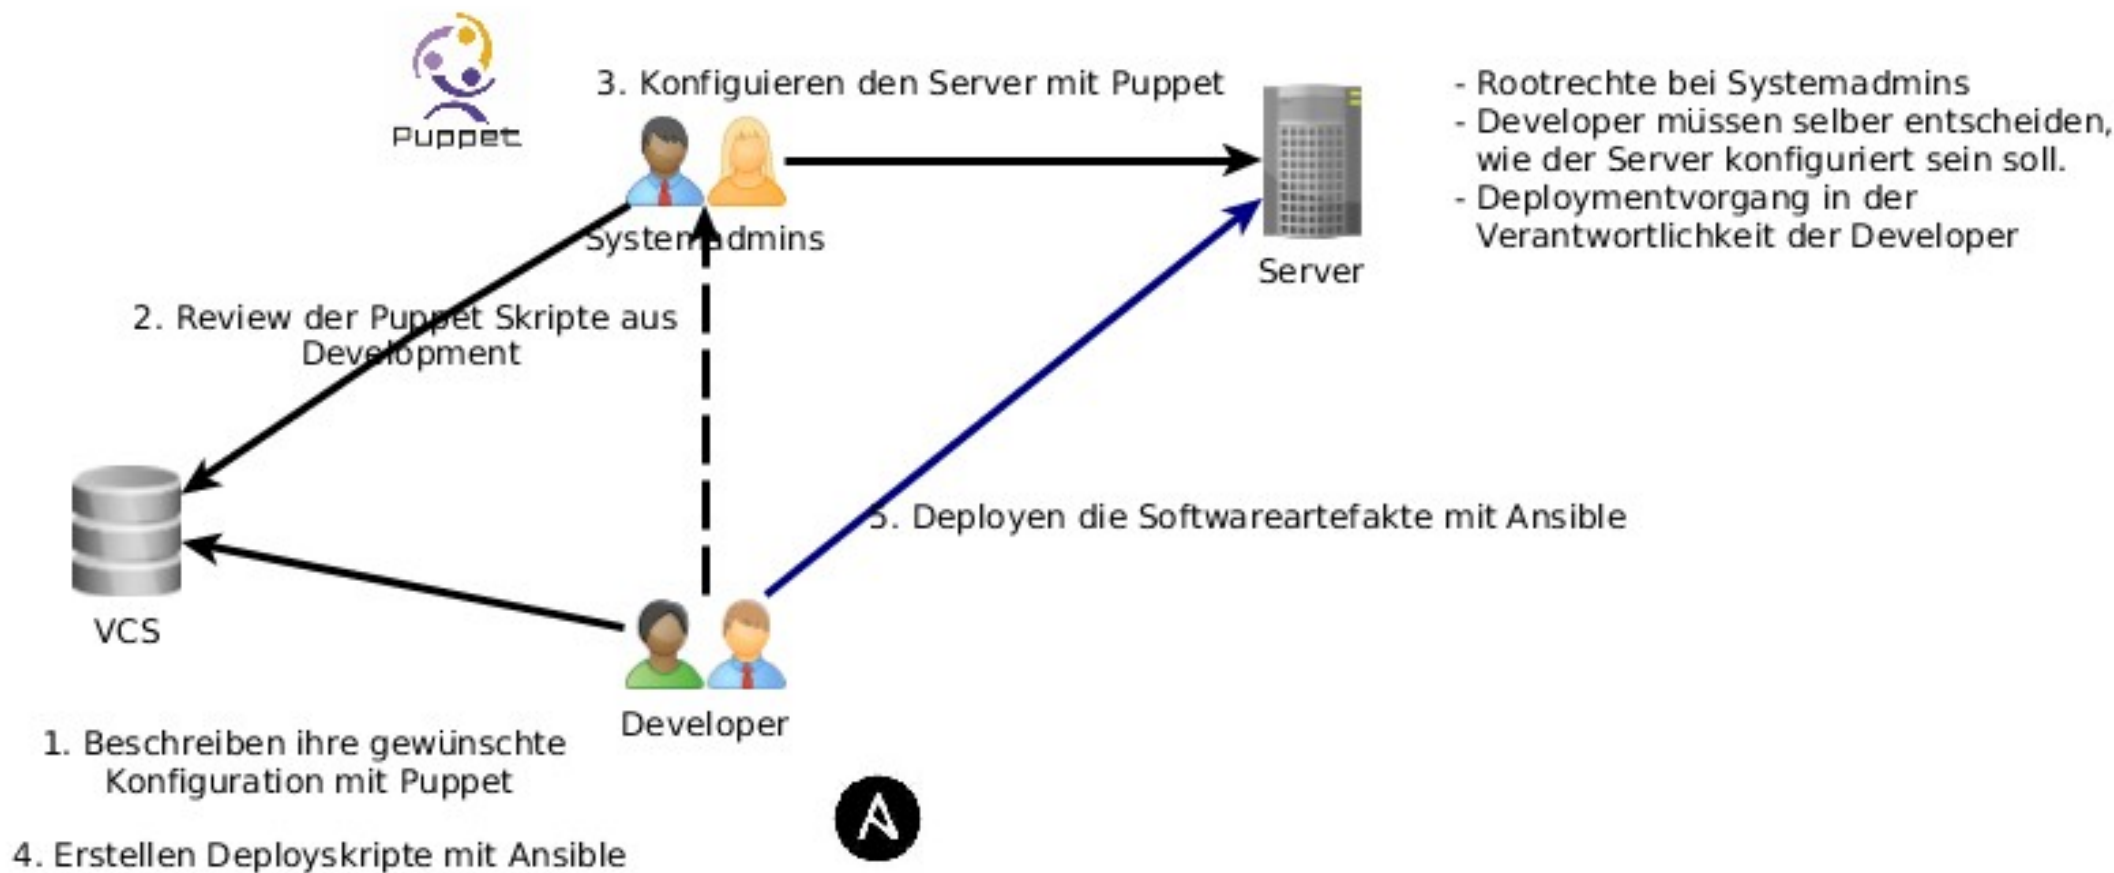 Puppet
3. Konfiguieren den Server mit Puppet
- Rootrechte bei Systemadmins
- Developer müssen selber entscheiden,
wie der Server konfiguriert sein soll.
- Deploymentvorgang in der
Verantwortlichkeit der Developer
Systemadmins
Server
2. Review der Puppet Skripte aus
Development
5. Deployen die Softwareartefakte mit Ansible
VCS
Developer
1. Beschreiben ihre gewünschte
Konfiguration mit Puppet
4. Erstellen Deployskripte mit Ansible
A